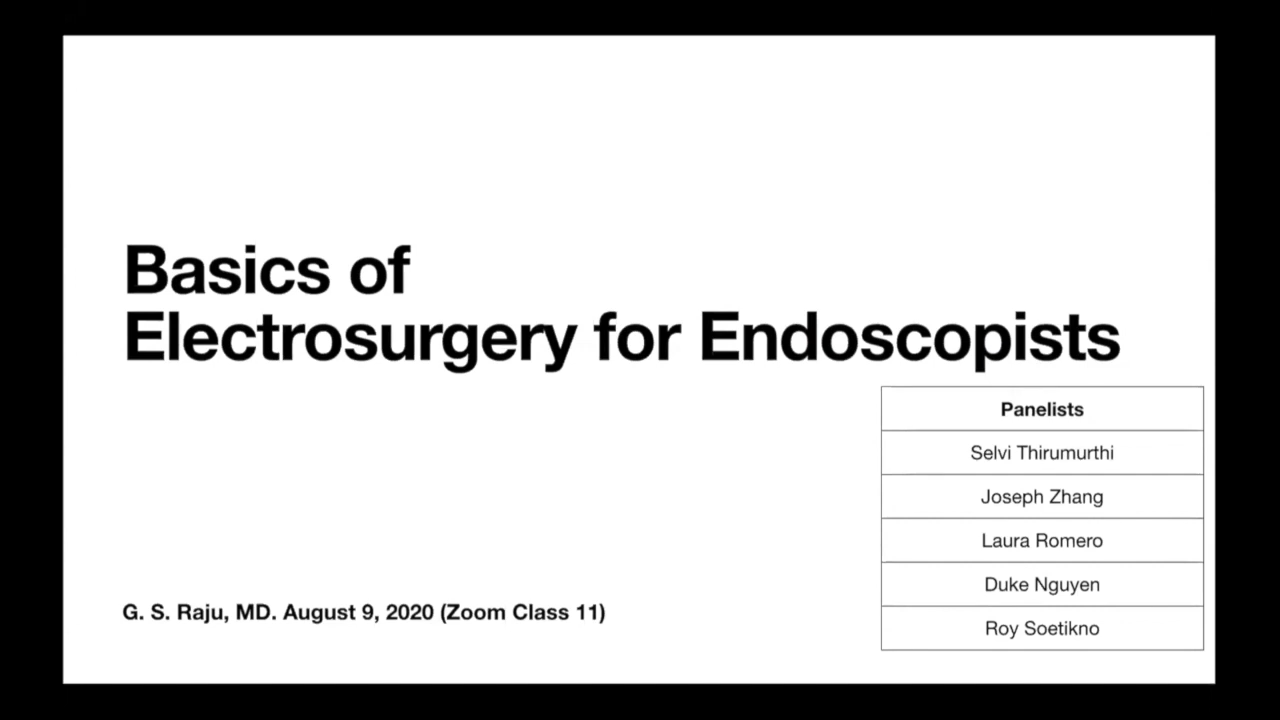 Basics of
Electrosurgery for Endoscopists
Panelists
Selvi Thirumurthi
Joseph Zhang
Laura Romero
Duke Nguyen
Roy Soetikno
G. S. Raju, MD. August 9, 2020 (Zoom Class 11)